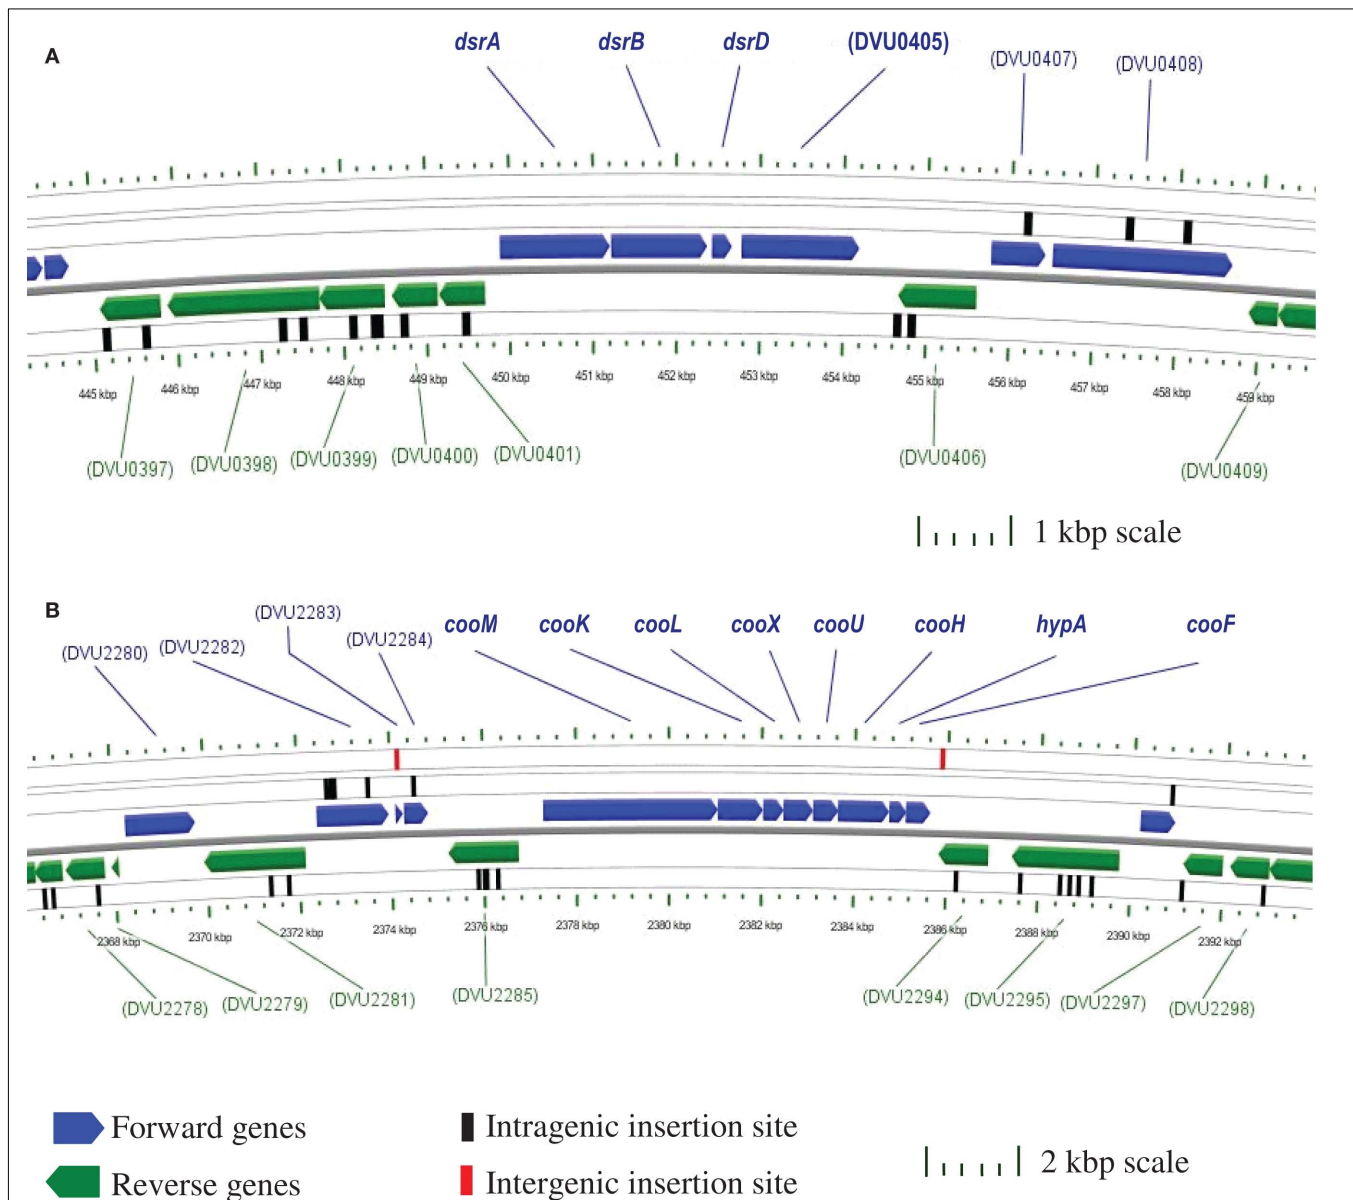 A
dsrA dsrB dsrD (DVU0405) (DVU0407) (DVU0408)
445 kbp 446 kbp 447 kbp 448 kbp 449 kbp 450 kbp 451 kbp 452 kbp 453 kbp 454 kbp 455 kbp 456 kbp 457 kbp 458 kbp 459 kbp
(DVU0397) (DVU0398) (DVU0399) (DVU0400) (DVU0401) (DVU0406) (DVU0409)
1 kbp scale
B
(DVU2280) (DVU2282) (DVU2283) (DVU2284) cooM cooK cooL cooX cooU cooH hypA cooF
2368 kbp 2370 kbp 2372 kbp 2374 kbp 2376 kbp 2378 kbp 2380 kbp 2382 kbp 2384 kbp 2386 kbp 2388 kbp 2390 kbp 2392 kbp
(DVU2278) (DVU2279) (DVU2281) (DVU2285) (DVU2294) (DVU2295) (DVU2297) (DVU2298)
Forward genes Intragenic insertion site
2 kbp scale
Reverse genes Intergenic insertion site